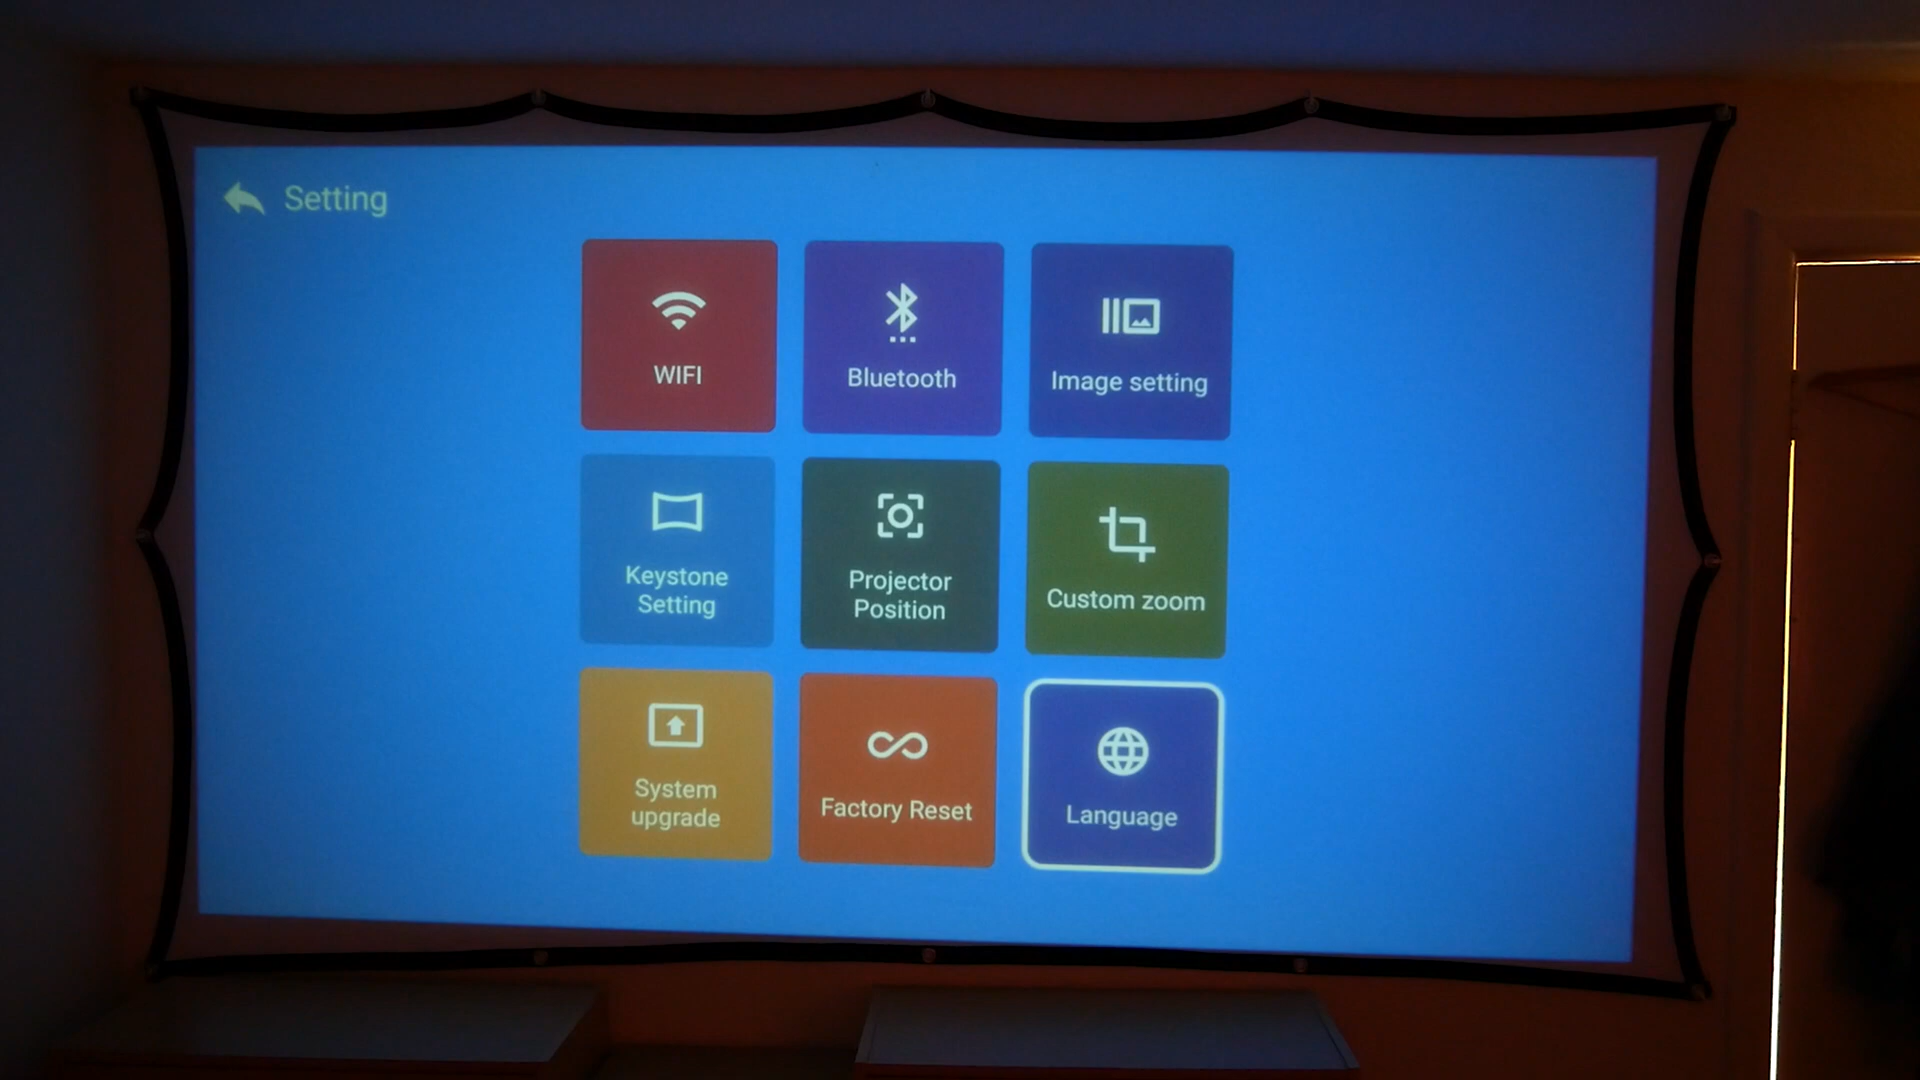 Setting
WIFI
Bluetooth
Image setting
Keystone
Setting
Projector
Position
Custom zoom
System
upgrade
Factory Reset
Language